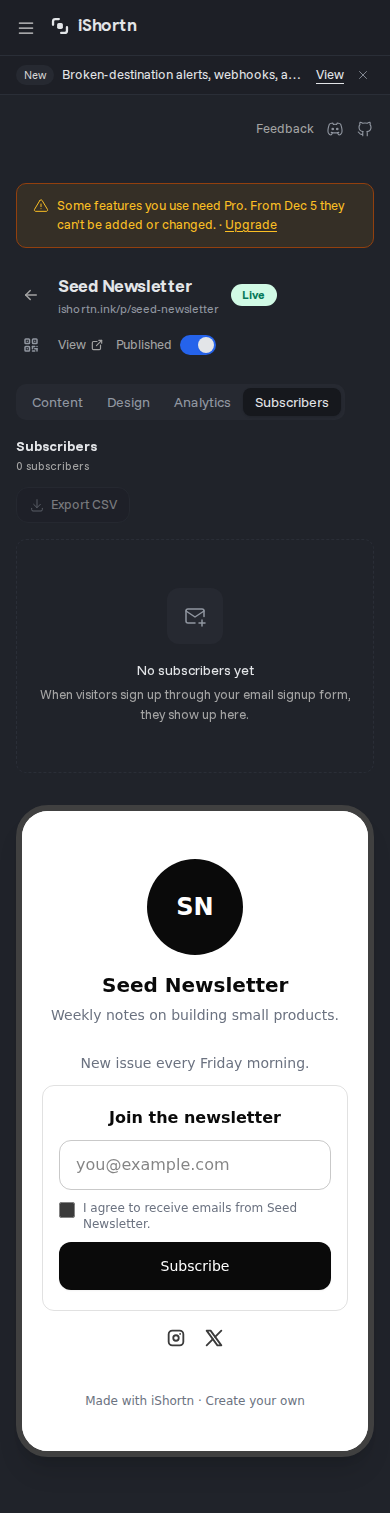 iShortn
New Broken-destination alerts, webhooks, a... View
Feedback
Some features you use need Pro. From Dec 5 they
can't be added or changed. · Upgrade
Seed Newsletter
ishortn.ink/p/seed-newsletter
Live
View Published
Content Design Analytics Subscribers
Subscribers
0 subscribers
Export CSV
No subscribers yet
When visitors sign up through your email signup form,
they show up here.
SN
Seed Newsletter
Weekly notes on building small products.
New issue every Friday morning.
Join the newsletter
you@example.com
I agree to receive emails from Seed
Newsletter.
Subscribe
Made with iShortn · Create your own